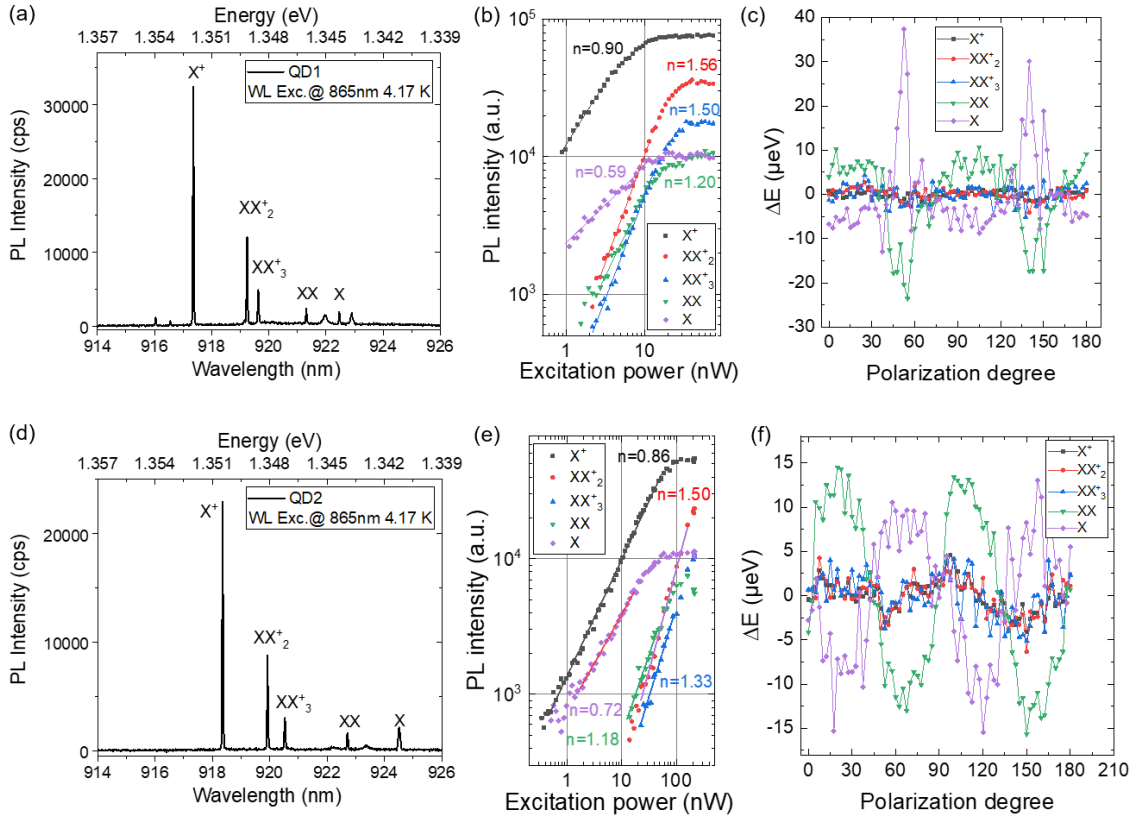 (a)
Energy (eV)
1.357 1.354 1.351 1.348 1.345 1.342 1.339
QD1
WL Exc.@ 865nm 4.17 K
X⁺
XX⁺₂
XX⁺₃
XX
X
PL Intensity (cps)
30000
20000
10000
0
914 916 918 920 922 924 926
Wavelength (nm)
(b)
PL intensity (a.u.)
10⁵
10⁴
10³
n=0.90
n=1.56
n=1.50
n=0.59
n=1.20
X⁺
XX⁺₂
XX⁺₃
XX
X
1 10
Excitation power (nW)
(c)
ΔE (µeV)
40
30
20
10
0
-10
-20
-30
X⁺
XX⁺₂
XX⁺₃
XX
X
0 30 60 90 120 150 180
Polarization degree
(d)
Energy (eV)
1.357 1.354 1.351 1.348 1.345 1.342 1.339
QD2
WL Exc.@ 865nm 4.17 K
X⁺
XX⁺₂
XX⁺₃
XX
X
PL Intensity (cps)
20000
10000
0
914 916 918 920 922 924 926
Wavelength (nm)
(e)
PL intensity (a.u.)
10⁴
10³
X⁺
XX⁺₂
XX⁺₃
XX
X
n=0.86
n=1.50
n=1.33
n=0.72
n=1.18
1 10 100
Excitation power (nW)
(f)
ΔE (µeV)
15
10
5
0
-5
-10
-15
X⁺
XX⁺₂
XX⁺₃
XX
X
0 30 60 90 120 150 180 210
Polarization degree